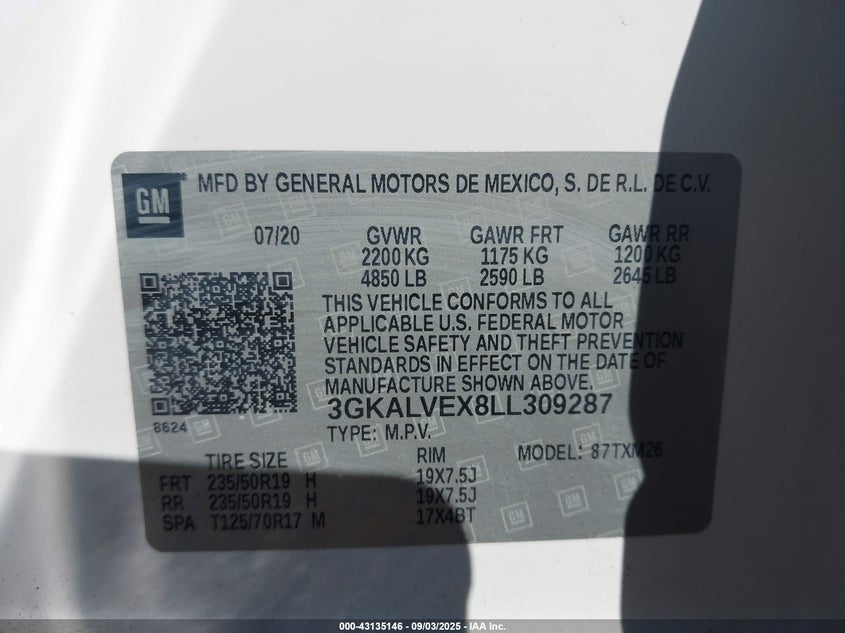 GM® MFD BY GENERAL MOTORS DE MEXICO, S. DE R.L. DE C.V.
07/20 GVWR GAWR FRT GAWR RR
2200 KG 1175 KG 1200 KG
4850 LB 2590 LB 2645 LB
THIS VEHICLE CONFORMS TO ALL
APPLICABLE U.S. FEDERAL MOTOR
VEHICLE SAFETY AND THEFT PREVENTION
STANDARDS IN EFFECT ON THE DATE OF
MANUFACTURE SHOWN ABOVE.
3GKALVEX8LL309287
8624
TYPE: M.P.V. MODEL: 87TXM26
TIRE SIZE RIM
FRT 235/50R19 H 19X7.5J
RR 235/50R19 H 19X7.5J
SPA T125/70R17 M 17X4BT
000-43135146 - 09/03/2025 - IAA Inc.